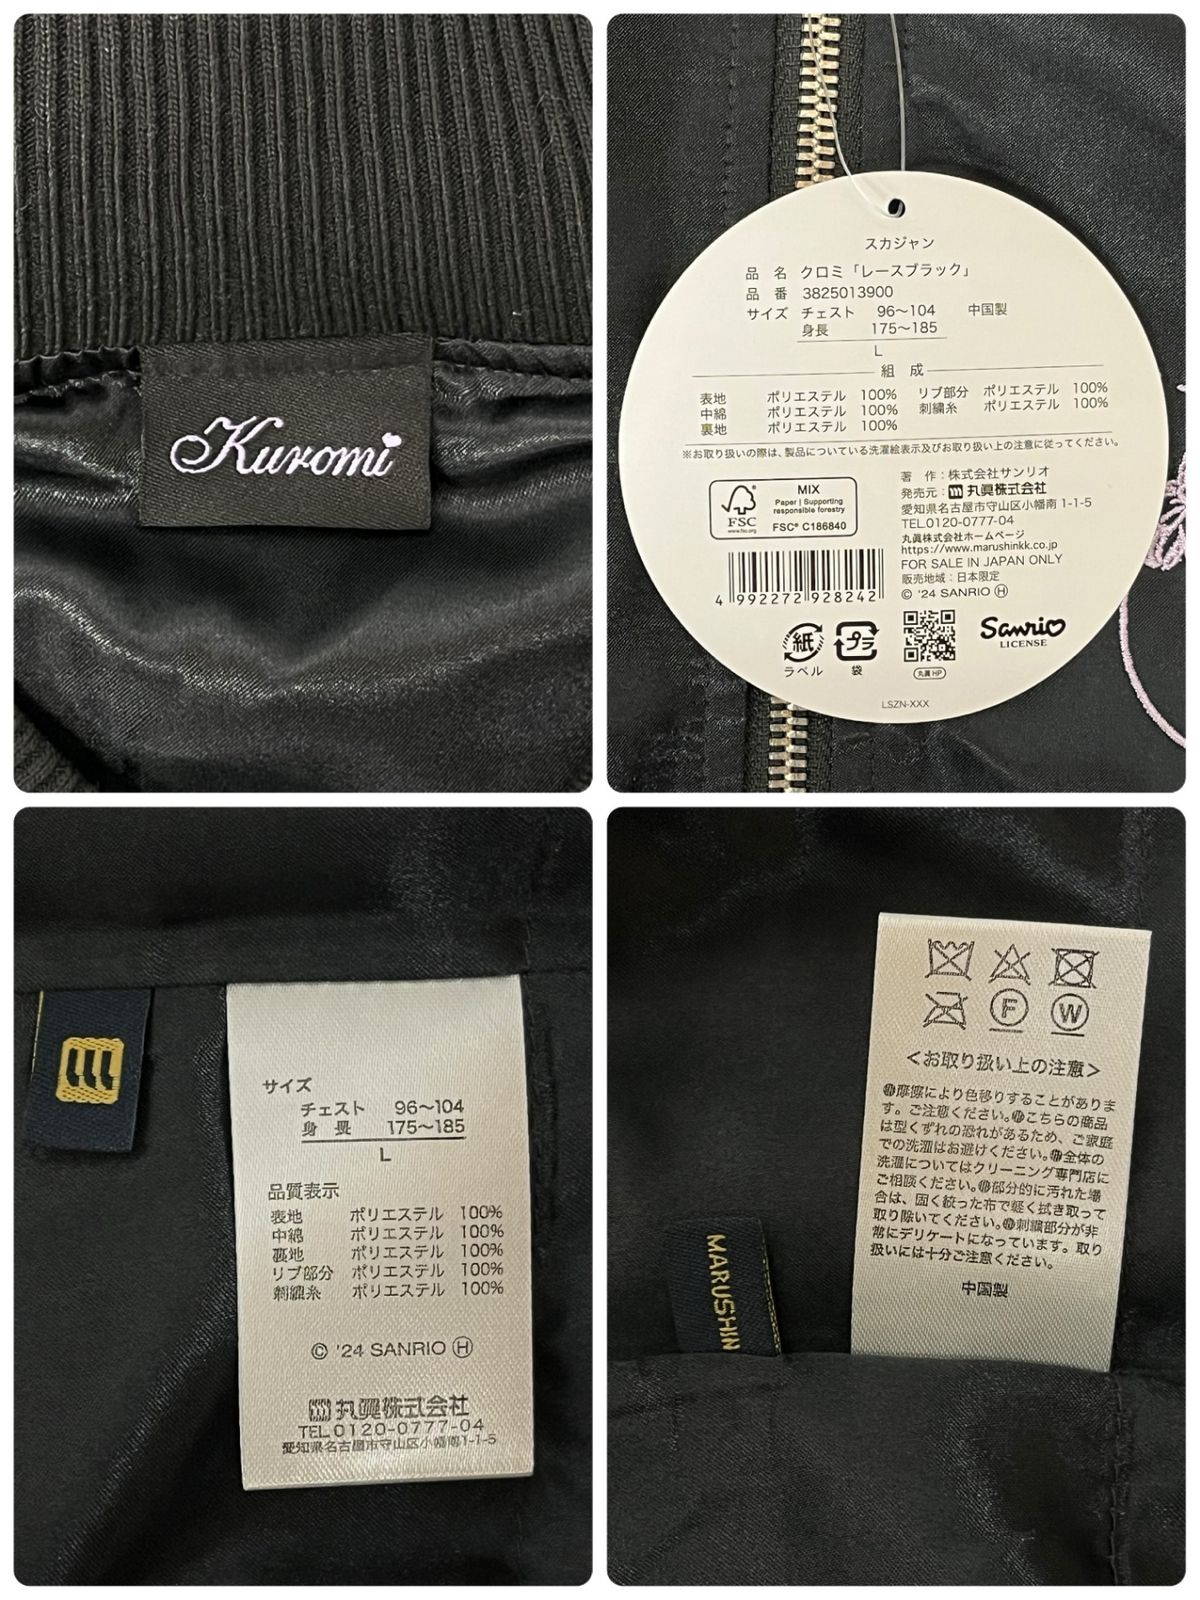 Kuromi
スカジャン
品 名 クロミ「レースブラック」
品 番 3825013900
サイズ チェスト 96〜104 中国製
身長 175〜185
L
組 成
表地 ポリエステル 100% リブ部分 ポリエステル 100%
中綿 ポリエステル 100% 刺繍糸 ポリエステル 100%
裏地 ポリエステル 100%
※お取り扱いの際は、製品についている洗濯絵表示及びお取り扱い上の注意に従ってください。
著 作：株式会社サンリオ
発売元：丸眞株式会社
愛知県名古屋市守山区小幡南 1-1-5
TEL.0120-0777-04
丸眞株式会社ホームページ
https://www.marushinkk.co.jp
FOR SALE IN JAPAN ONLY
販売地域：日本限定
© '24 SANRIO Ⓗ
FSC
www.fsc.org
MIX
Paper | Supporting
responsible forestry
FSC® C186840
4 992272 928242
紙
ラベル
プラ
袋
丸眞 HP
Sanrio
LICENSE
LSZN-XXX
サイズ
チェスト 96〜104
身 長 175〜185
L
品質表示
表地 ポリエステル 100%
中綿 ポリエステル 100%
裏地 ポリエステル 100%
リブ部分 ポリエステル 100%
刺繍糸 ポリエステル 100%
© '24 SANRIO Ⓗ
丸眞株式会社
TEL.0120-0777-04
愛知県名古屋市守山区小幡南 1-1-5
F W
＜お取り扱い上の注意＞
●摩擦により色移りすることがありま
す。ご注意ください。●こちらの商品
は型くずれの恐れがあるため、ご家庭
での洗濯はお避けください。●全体の
洗濯についてはクリーニング専門店に
ご相談ください。●部分的に汚れた場
合は、固く絞った布で軽く拭き取って
取り除いてください。●刺繍部分が非
常にデリケートになっています。取り
扱いには十分ご注意ください。
中国製
MARUSHIN